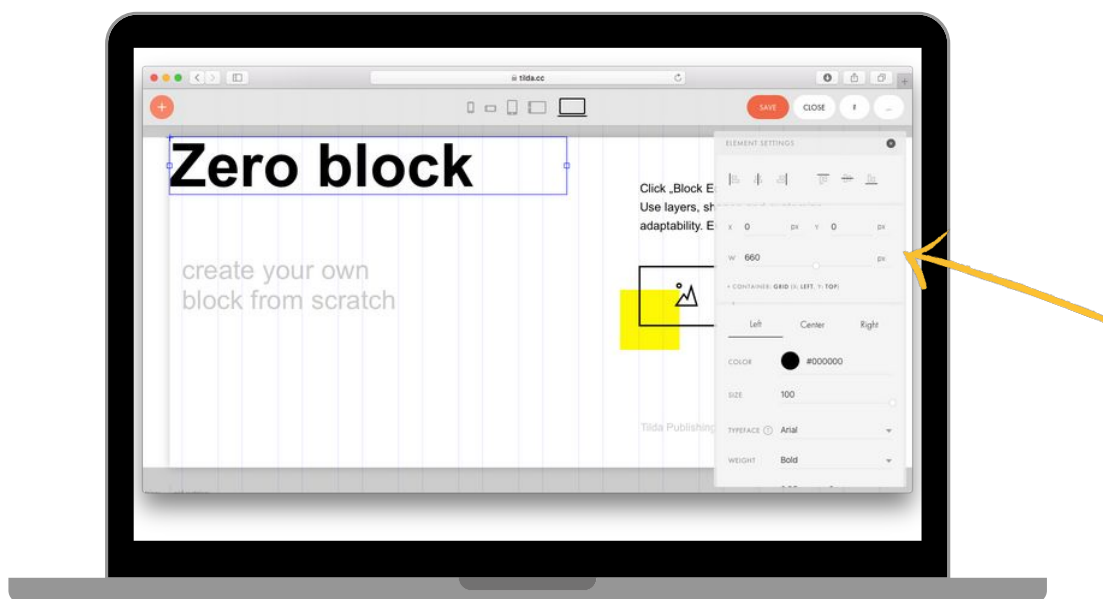 tilda.cc
SAVE
CLOSE
Zero block
create your own
block from scratch
Click „Block E
Use layers, sh
adaptability. E
Tilda Publishing
ELEMENT SETTINGS
X 0 px Y 0 px
W 660 px
+ CONTAINER: GRID (X: LEFT, Y: TOP)
Left Center Right
COLOR #000000
SIZE 100
TYPEFACE ? Arial
WEIGHT Bold